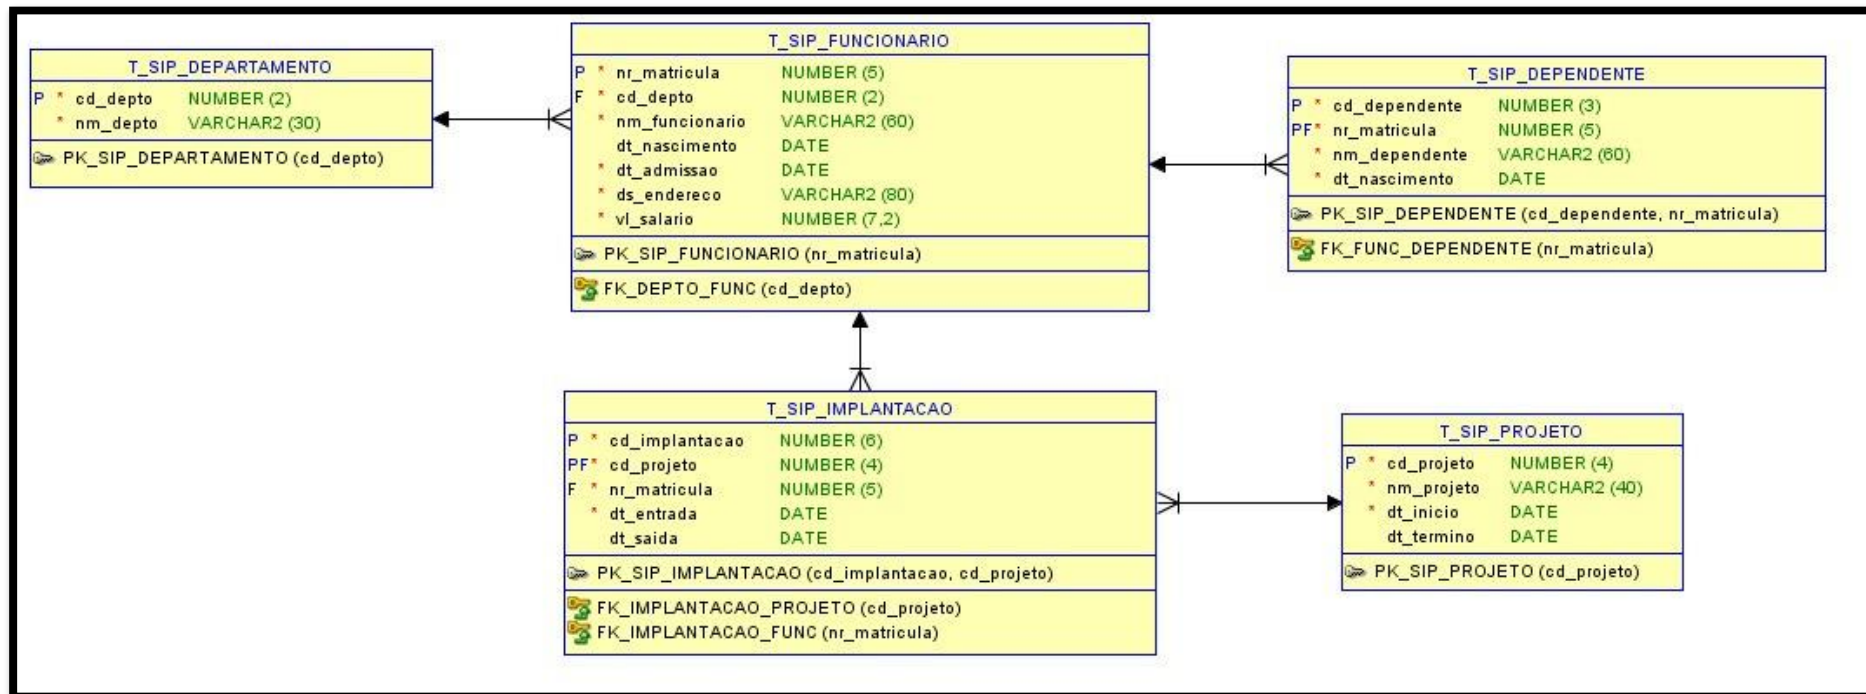 T_SIP_DEPARTAMENTO
P * cd_depto NUMBER (2)
* nm_depto VARCHAR2 (30)
PK_SIP_DEPARTAMENTO (cd_depto)
T_SIP_FUNCIONARIO
P * nr_matricula NUMBER (5)
F * cd_depto NUMBER (2)
* nm_funcionario VARCHAR2 (60)
dt_nascimento DATE
* dt_admissao DATE
* ds_endereco VARCHAR2 (80)
* vl_salario NUMBER (7,2)
PK_SIP_FUNCIONARIO (nr_matricula)
FK_DEPTO_FUNC (cd_depto)
T_SIP_DEPENDENTE
P * cd_dependente NUMBER (3)
PF* nr_matricula NUMBER (5)
* nm_dependente VARCHAR2 (60)
* dt_nascimento DATE
PK_SIP_DEPENDENTE (cd_dependente, nr_matricula)
FK_FUNC_DEPENDENTE (nr_matricula)
T_SIP_IMPLANTACAO
P * cd_implantacao NUMBER (6)
PF* cd_projeto NUMBER (4)
F * nr_matricula NUMBER (5)
* dt_entrada DATE
dt_saida DATE
PK_SIP_IMPLANTACAO (cd_implantacao, cd_projeto)
FK_IMPLANTACAO_PROJETO (cd_projeto)
FK_IMPLANTACAO_FUNC (nr_matricula)
T_SIP_PROJETO
P * cd_projeto NUMBER (4)
* nm_projeto VARCHAR2 (40)
* dt_inicio DATE
dt_termino DATE
PK_SIP_PROJETO (cd_projeto)